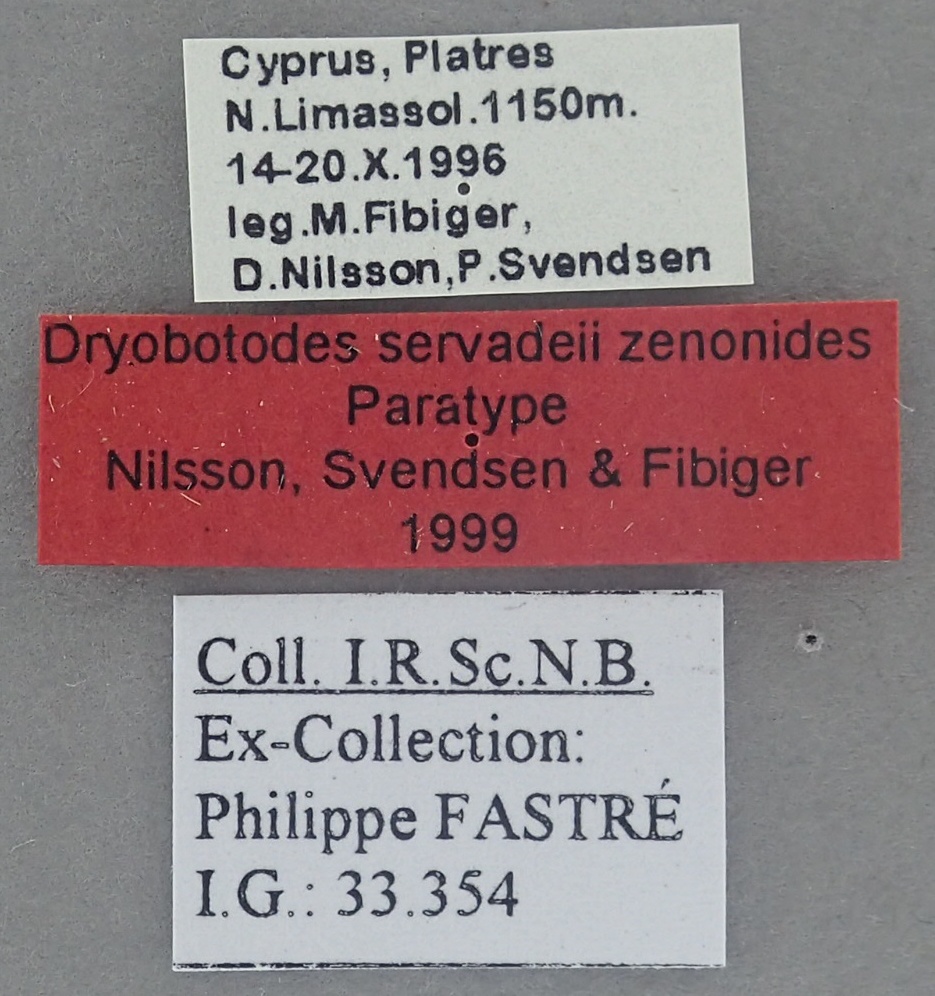 Cyprus, Platres
N.Limassol.1150m.
14-20.X.1996
leg.M.Fibiger,
D.Nilsson,P.Svendsen
Dryobotodes servadeii zenonides
Paratype
Nilsson, Svendsen & Fibiger
1999
Coll. I.R.Sc.N.B.
Ex-Collection:
Philippe FASTRÉ
I.G.: 33.354